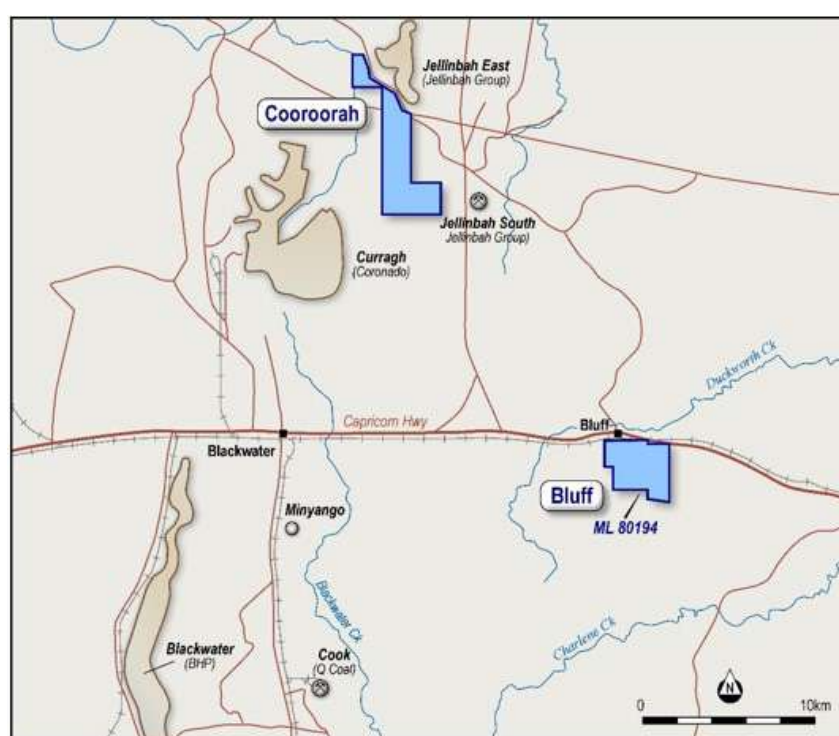 Jellinbah East
(Jellinbah Group)
Cooroorah
Jellinbah South
Jellinbah Group)
Curragh
(Coronado)
Duckworth Ck
Capricorn Hwy
Bluff
Blackwater
Bluff
ML 80194
Minyango
Blackwater Ck
Charlene Ck
Blackwater
(BHP)
Cook
(Q Coal)
N
0
10km